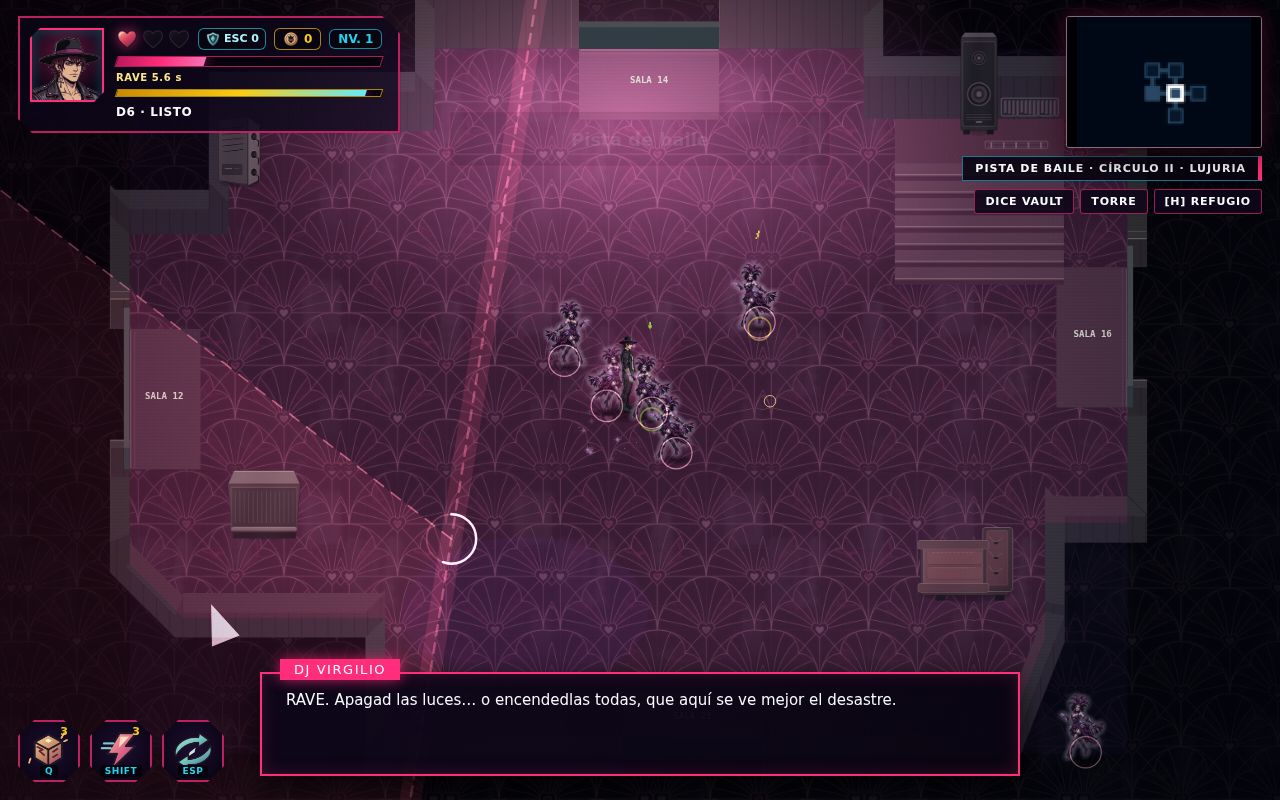 ESC 0
0
NV. 1
RAVE 5.6 s
D6 · LISTO
SALA 14
Pista de baile
PISTA DE BAILE · CÍRCULO II · LUJURIA
DICE VAULT
TORRE
[H] REFUGIO
SALA 16
SALA 12
DJ VIRGILIO
RAVE. Apagad las luces… o encendedlas todas, que aquí se ve mejor el desastre.
3
Q
3
SHIFT
ESP